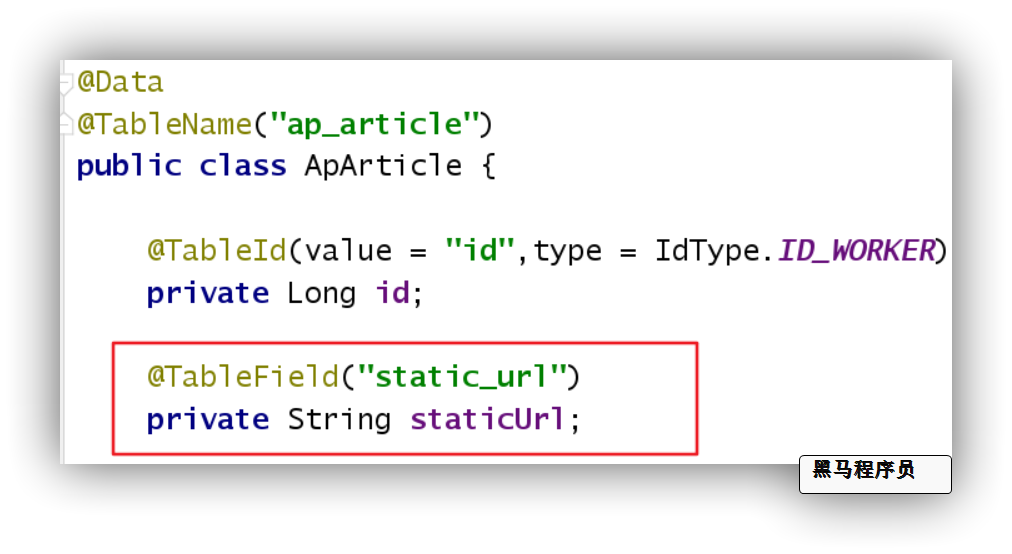 @Data
@TableName("ap_article")
public class ApArticle {
@TableId(value = "id",type = IdType.ID_WORKER)
private Long id;
@TableField("static_url")
private String staticUrl;
黑马程序员